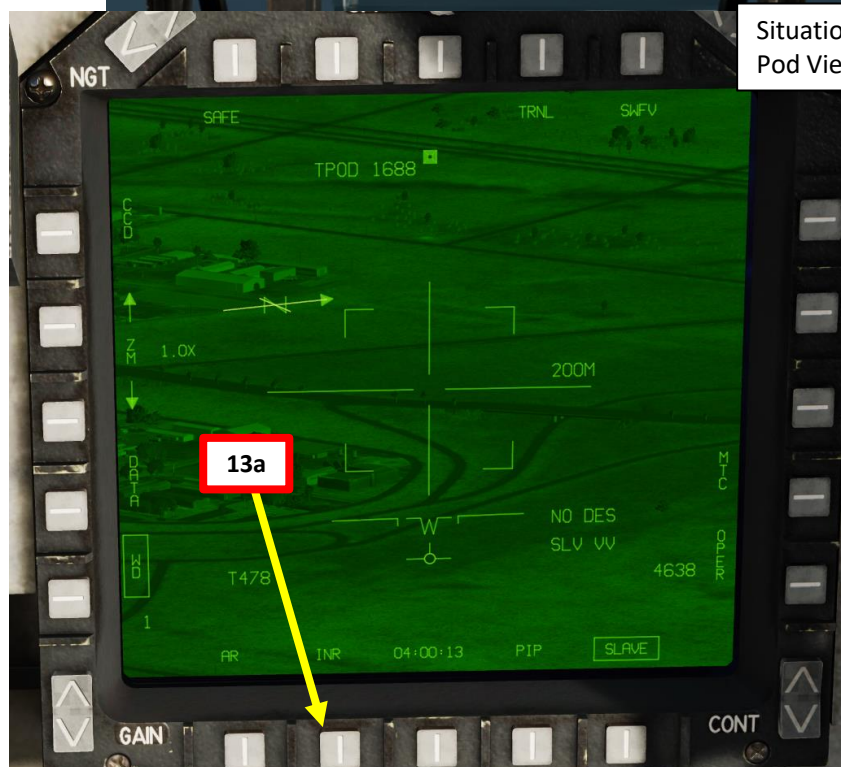 Situatio
Pod Vie
NGT
SAFE
TRNL
SWFV
TPOD 1688
CCD
ZM
1.0X
200M
13a
DATA
MTC
W
NO DES
SLV VV
WD
T478
4638
OPER
1
AR
INR
04:00:13
PIP
SLAVE
GAIN
CONT